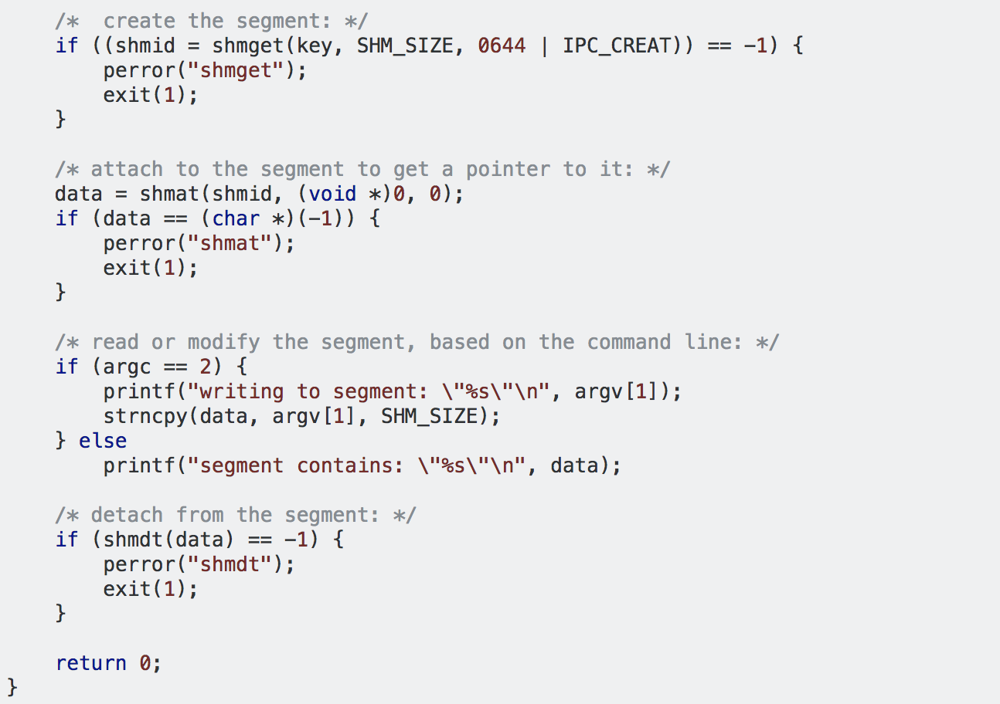 /*  create the segment: */
if ((shmid = shmget(key, SHM_SIZE, 0644 | IPC_CREAT)) == -1) {
perror("shmget");
exit(1);
}
/* attach to the segment to get a pointer to it: */
data = shmat(shmid, (void *)0, 0);
if (data == (char *)(-1)) {
perror("shmat");
exit(1);
}
/* read or modify the segment, based on the command line: */
if (argc == 2) {
printf("writing to segment: \"%s\"\n", argv[1]);
strncpy(data, argv[1], SHM_SIZE);
} else
printf("segment contains: \"%s\"\n", data);
/* detach from the segment: */
if (shmdt(data) == -1) {
perror("shmdt");
exit(1);
}
return 0;
}